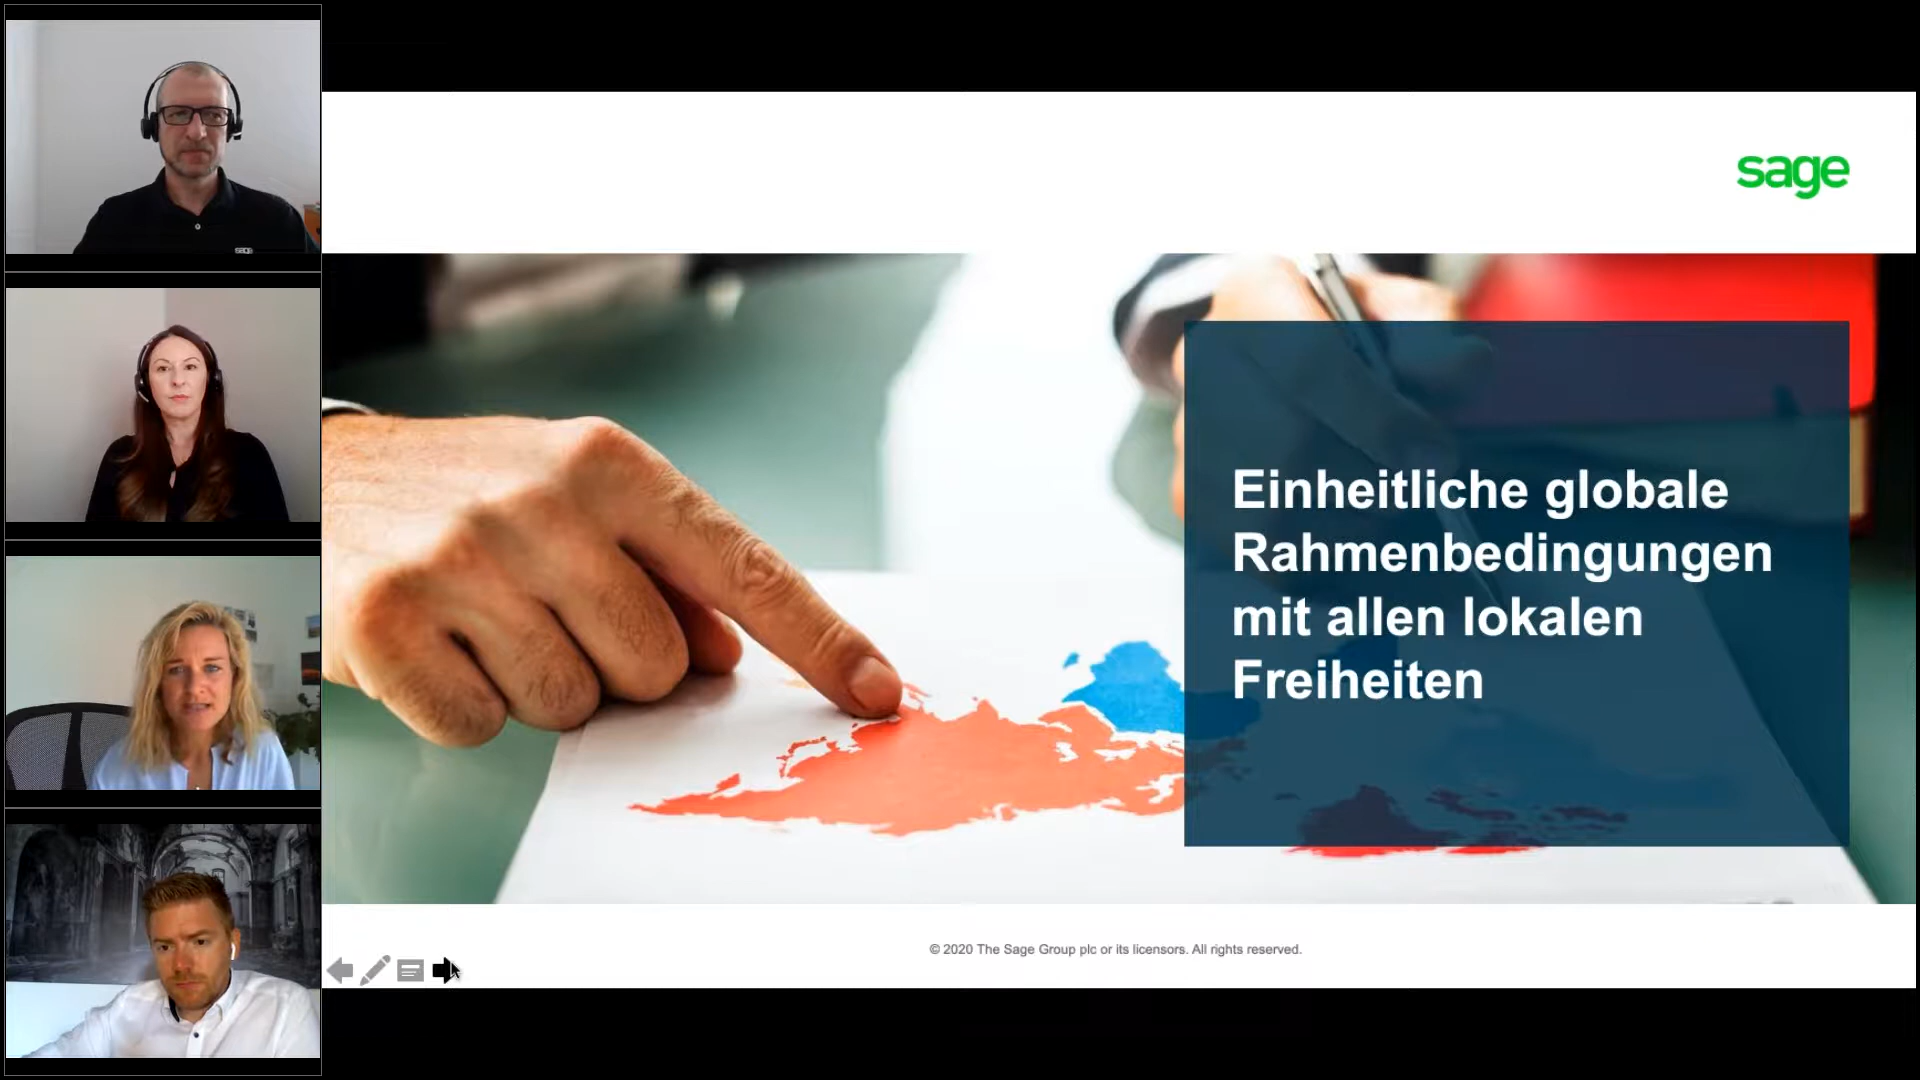 sage
Einheitliche globale
Rahmenbedingungen
mit allen lokalen
Freiheiten
© 2020 The Sage Group plc or its licensors. All rights reserved.
sage